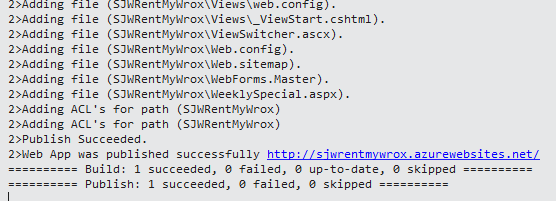 2>Adding file (SJWRentMyWrox\Views\web.config).
2>Adding file (SJWRentMyWrox\Views\_ViewStart.cshtml).
2>Adding file (SJWRentMyWrox\ViewSwitcher.ascx).
2>Adding file (SJWRentMyWrox\Web.config).
2>Adding file (SJWRentMyWrox\Web.sitemap).
2>Adding file (SJWRentMyWrox\WebForms.Master).
2>Adding file (SJWRentMyWrox\WeeklySpecial.aspx).
2>Adding ACL's for path (SJWRentMyWrox)
2>Adding ACL's for path (SJWRentMyWrox)
2>Publish Succeeded.
2>Web App was published successfully http://sjwrentmywrox.azurewebsites.net/
========== Build: 1 succeeded, 0 failed, 0 up-to-date, 0 skipped ==========
========== Publish: 1 succeeded, 0 failed, 0 skipped ==========